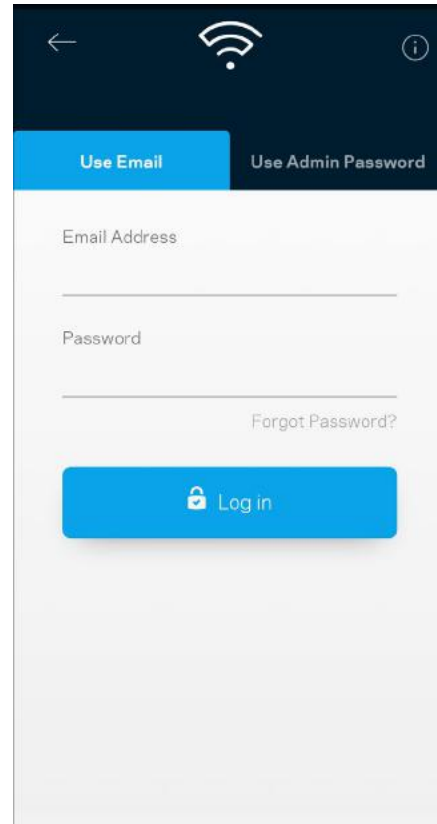 Use Email
Use Admin Password
Email Address
Password
Forgot Password?
Log in